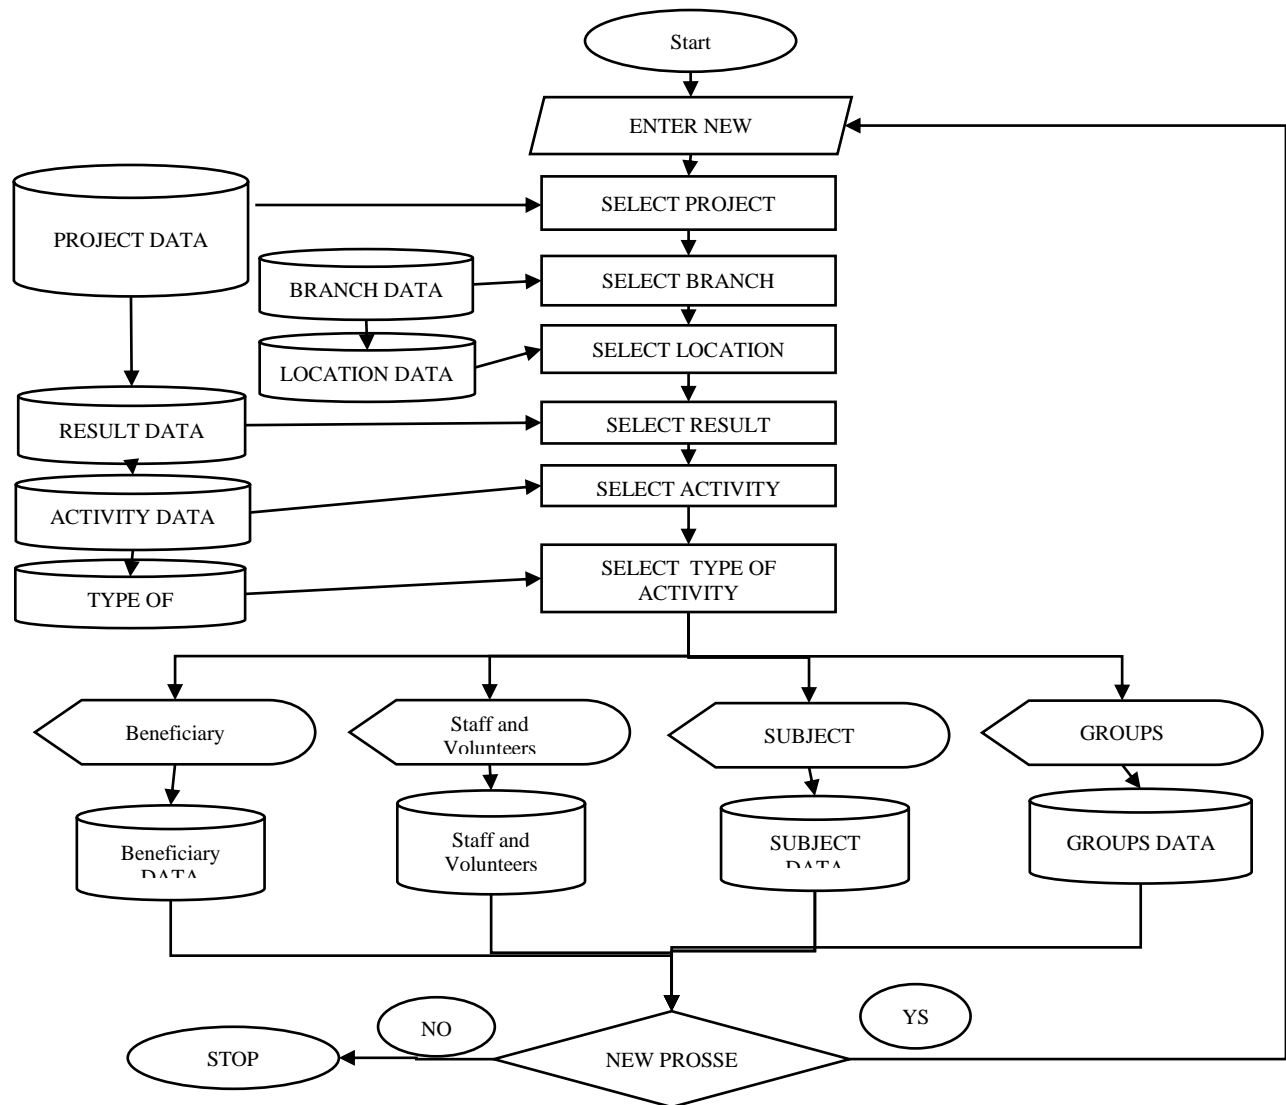 Start
ENTER NEW
SELECT PROJECT
PROJECT DATA
BRANCH DATA
SELECT BRANCH
LOCATION DATA
SELECT LOCATION
RESULT DATA
SELECT RESULT
ACTIVITY DATA
SELECT ACTIVITY
TYPE OF
SELECT TYPE OF
ACTIVITY
Beneficiary
Staff and
Volunteers
SUBJECT
GROUPS
Beneficiary
DATA
Staff and
Volunteers
SUBJECT
DATA
GROUPS DATA
NO
YS
STOP
NEW PROSSE